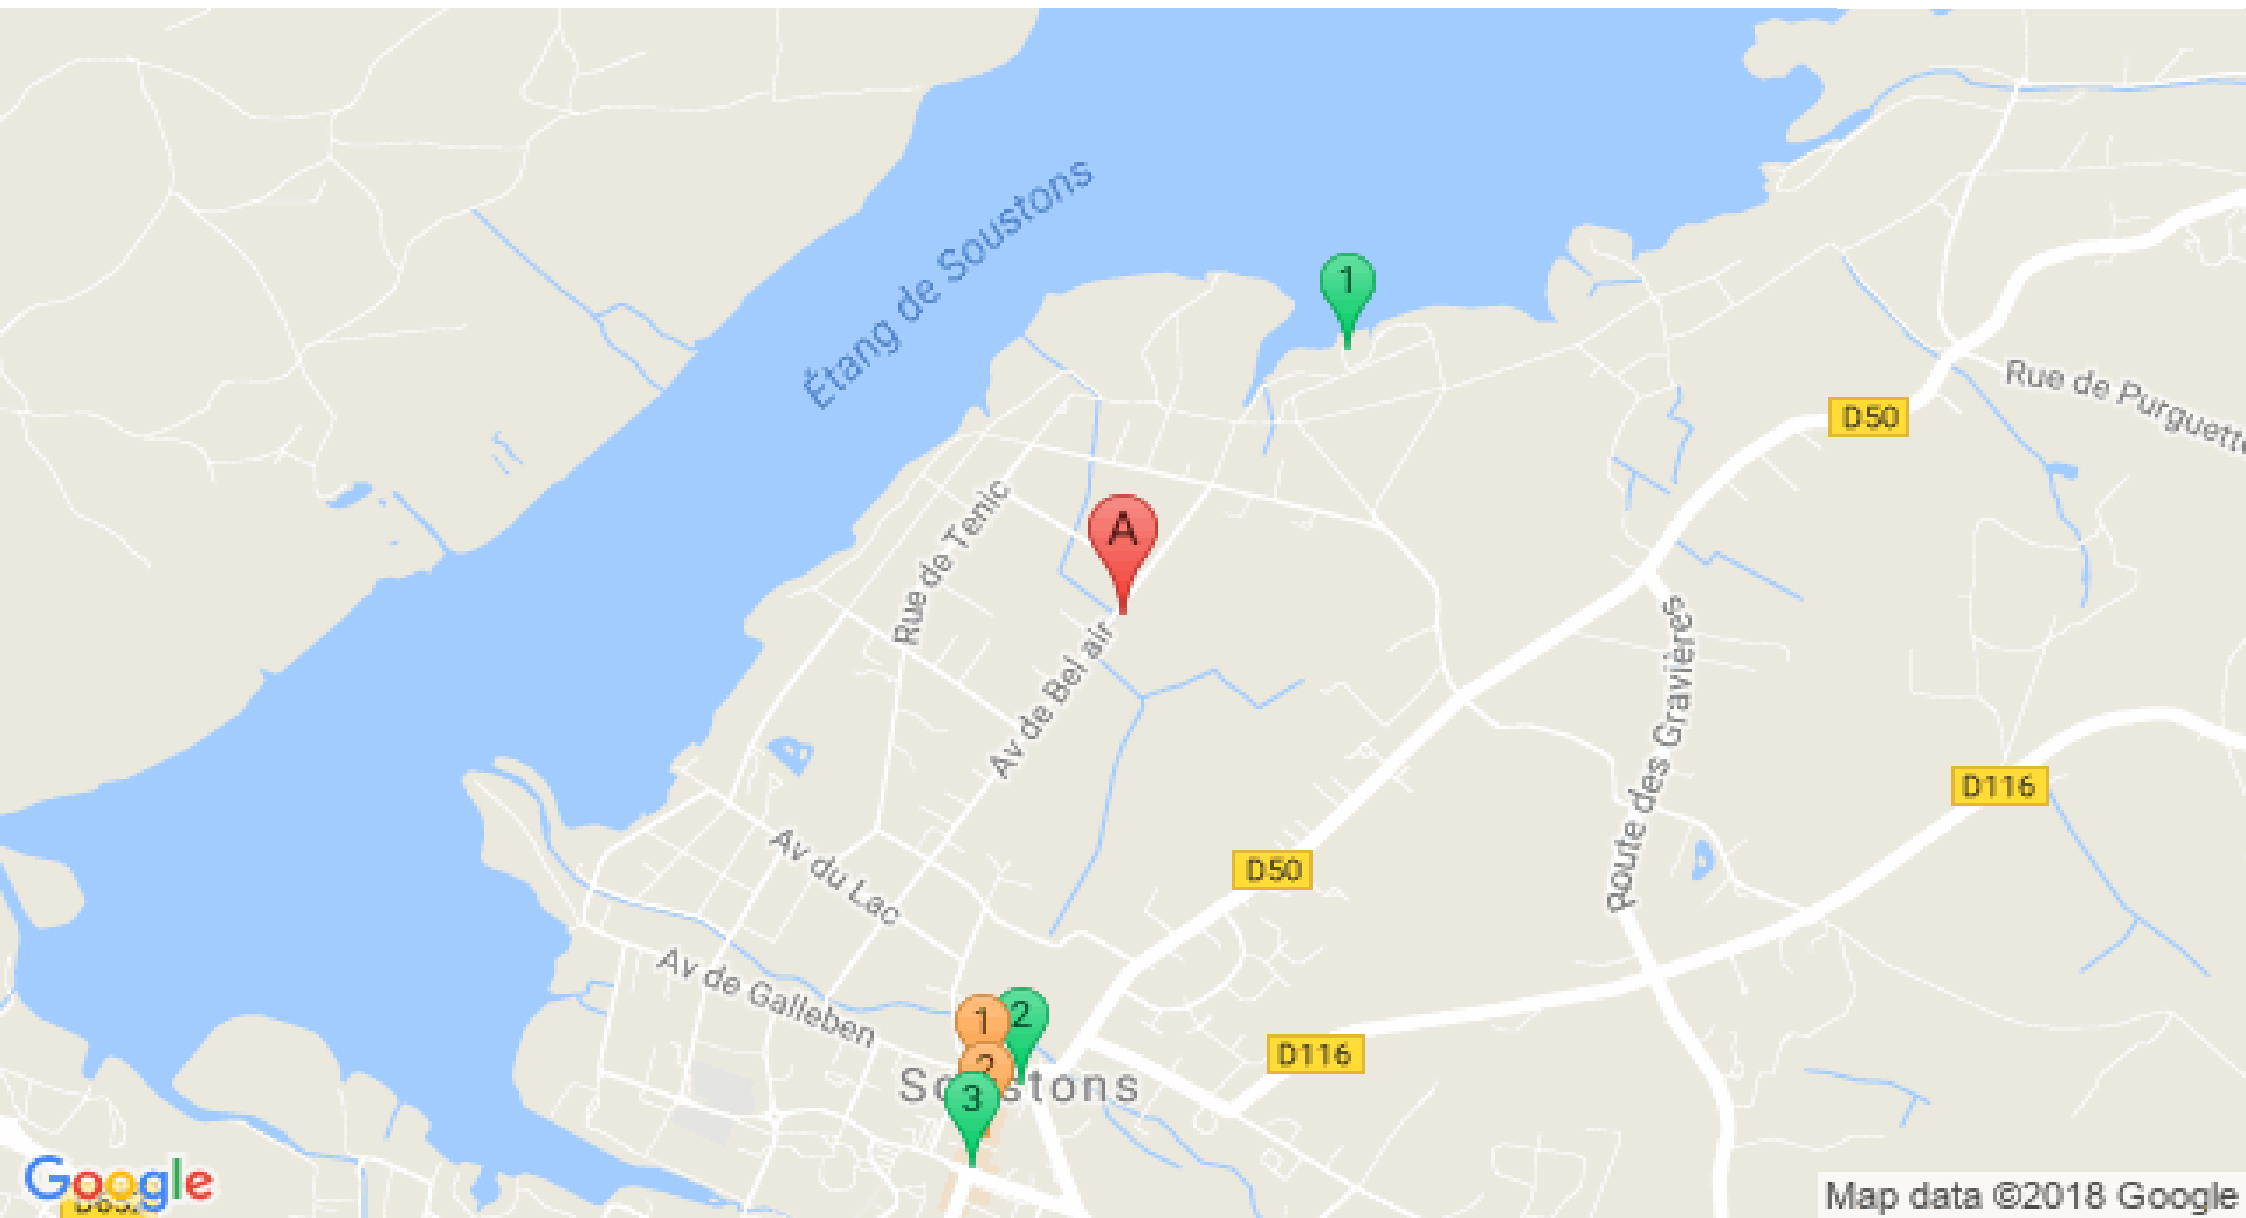 Étang de Soustons
1
D50
Rue de Purguette
Rue de Tenic
A
Av de Bel air
Route des Gravières
D116
Av du Lac
D50
Av de Galleben
1
2
2
D116
Soustons
3
Google
Map data ©2018 Google